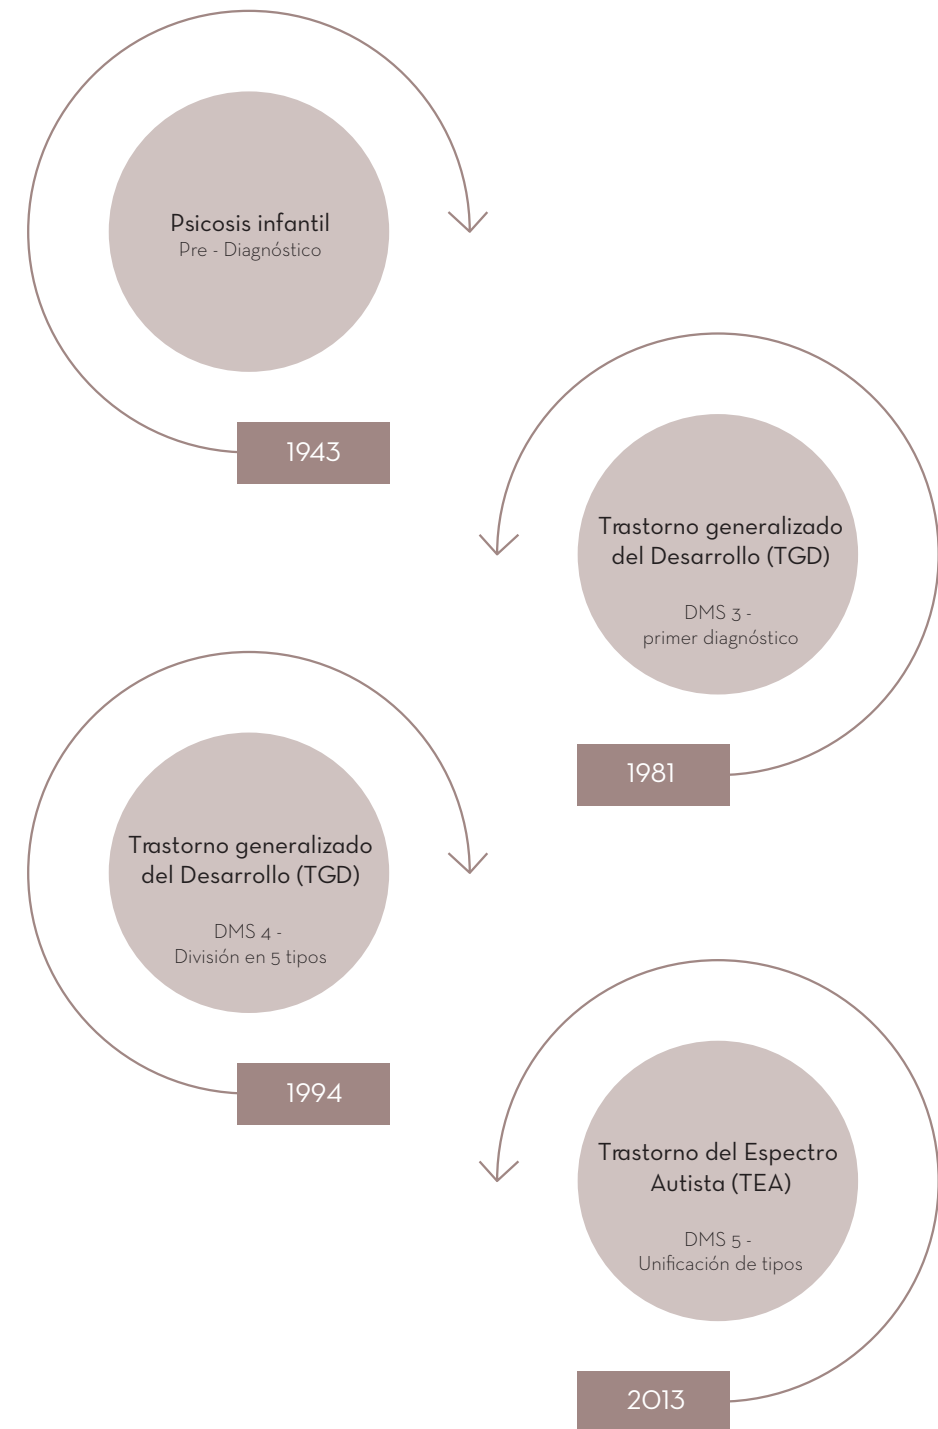 Psicosis infantil
Pre - Diagnóstico
1943
Trastorno generalizado
del Desarrollo (TGD)
DMS 3 -
primer diagnóstico
1981
Trastorno generalizado
del Desarrollo (TGD)
DMS 4 -
División en 5 tipos
1994
Trastorno del Espectro
Autista (TEA)
DMS 5 -
Unificación de tipos
2013